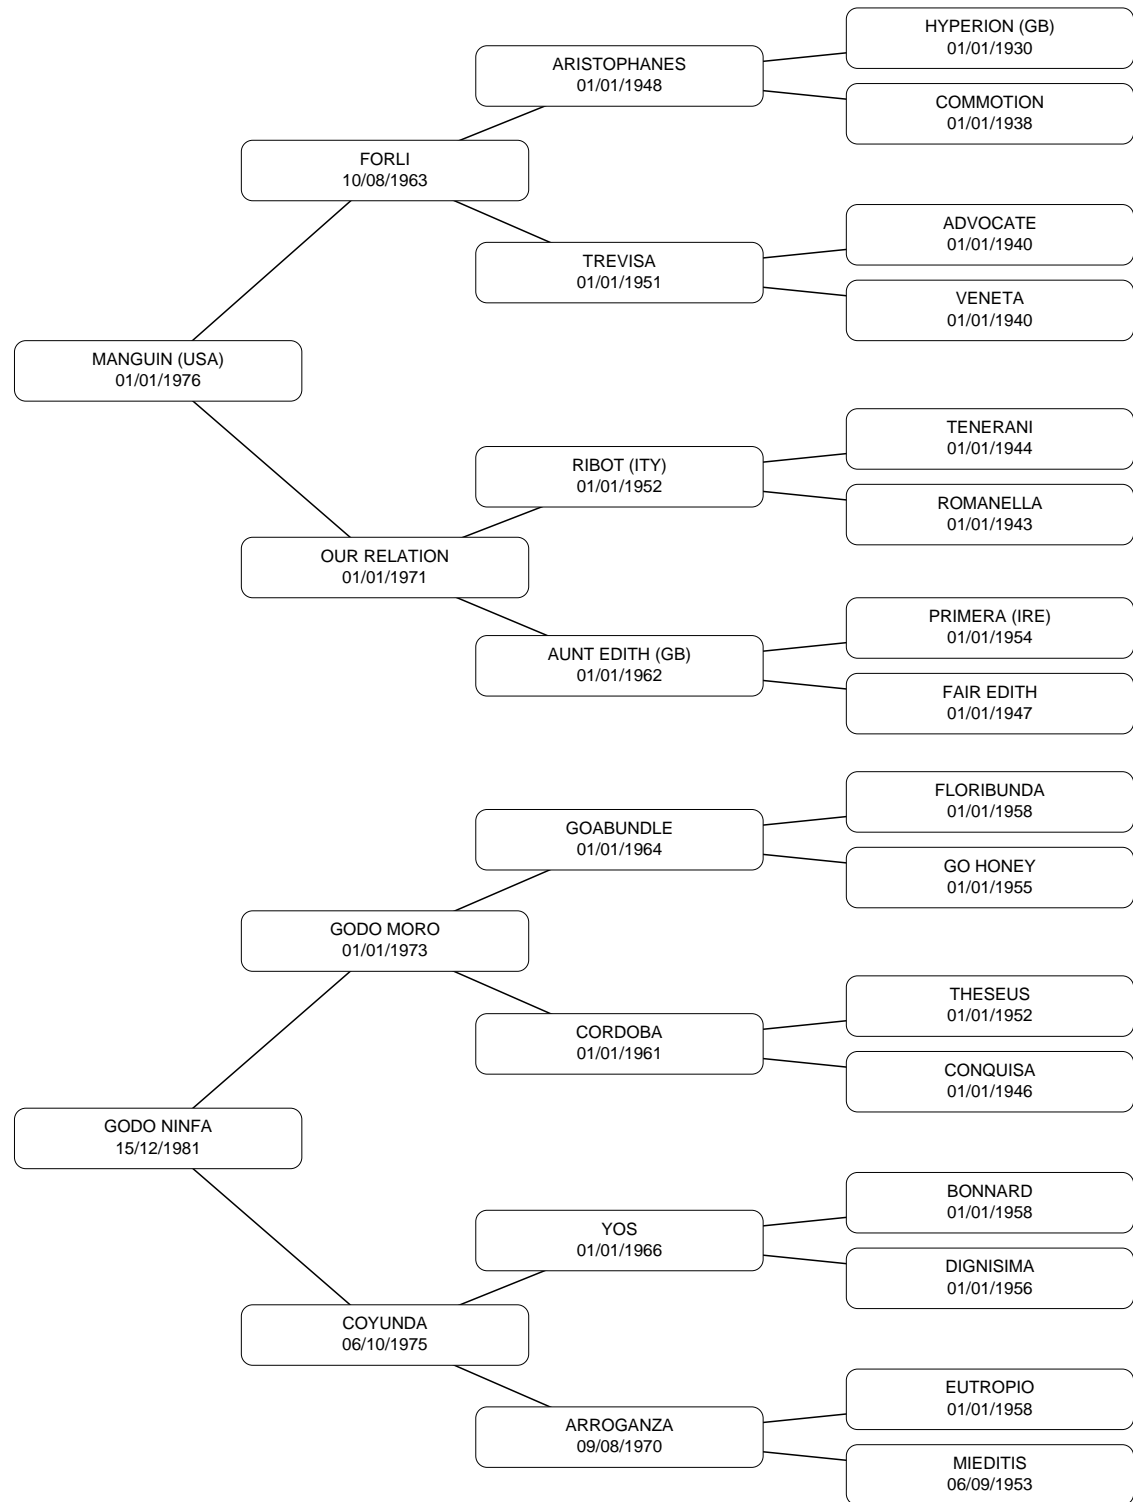 HYPERION (GB)
01/01/1930
ARISTOPHANES
01/01/1948
COMMOTION
01/01/1938
FORLI
10/08/1963
ADVOCATE
01/01/1940
TREVISA
01/01/1951
VENETA
01/01/1940
MANGUIN (USA)
01/01/1976
TENERANI
01/01/1944
RIBOT (ITY)
01/01/1952
ROMANELLA
01/01/1943
OUR RELATION
01/01/1971
PRIMERA (IRE)
01/01/1954
AUNT EDITH (GB)
01/01/1962
FAIR EDITH
01/01/1947
FLORIBUNDA
01/01/1958
GOABUNDLE
01/01/1964
GO HONEY
01/01/1955
GODO MORO
01/01/1973
THESEUS
01/01/1952
CORDOBA
01/01/1961
CONQUISA
01/01/1946
GODO NINFA
15/12/1981
BONNARD
01/01/1958
YOS
01/01/1966
DIGNISIMA
01/01/1956
COYUNDA
06/10/1975
EUTROPIO
01/01/1958
ARROGANZA
09/08/1970
MIEDITIS
06/09/1953